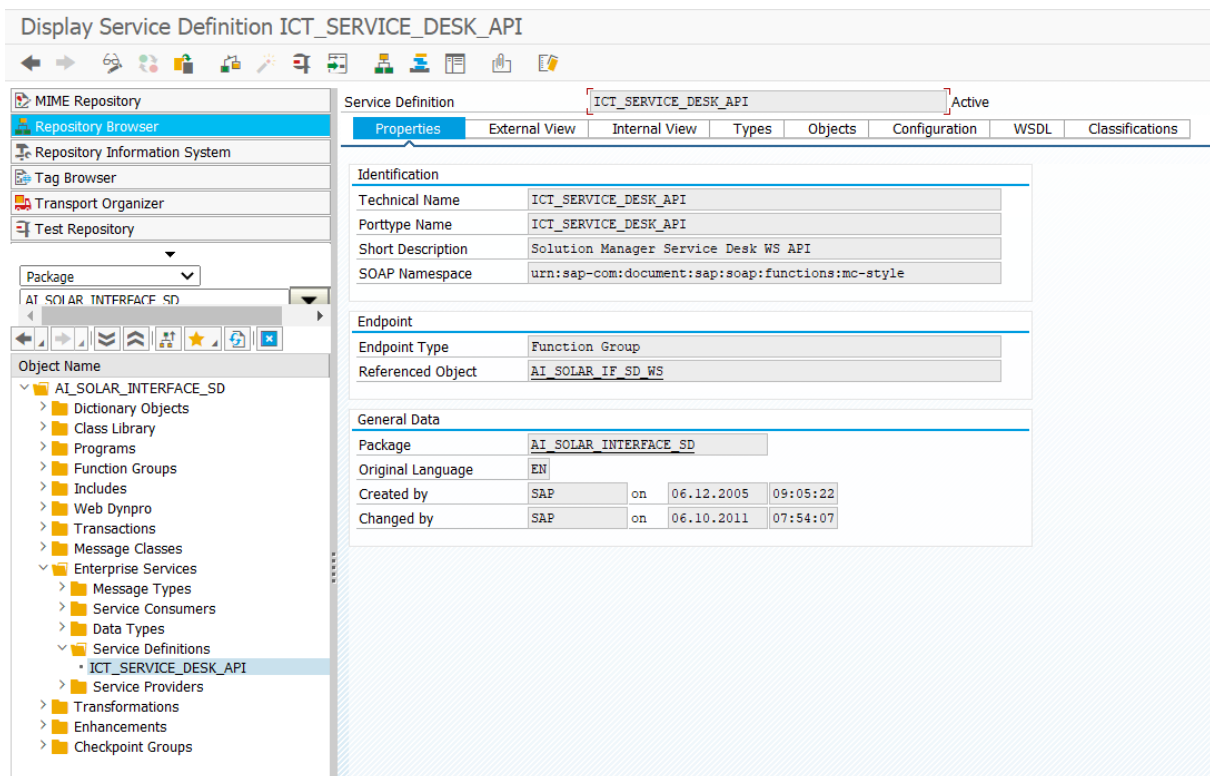 Display Service Definition ICT_SERVICE_DESK_API
MIME Repository
Repository Browser
Repository Information System
Tag Browser
Transport Organizer
Test Repository
Package
AI_SOLAR_INTERFACE_SD
Object Name
AI_SOLAR_INTERFACE_SD
Dictionary Objects
Class Library
Programs
Function Groups
Includes
Web Dynpro
Transactions
Message Classes
Enterprise Services
Message Types
Service Consumers
Data Types
Service Definitions
ICT_SERVICE_DESK_API
Service Providers
Transformations
Enhancements
Checkpoint Groups
Service Definition ICT_SERVICE_DESK_API Active
Properties External View Internal View Types Objects Configuration WSDL Classifications
Identification
Technical Name ICT_SERVICE_DESK_API
Porttype Name ICT_SERVICE_DESK_API
Short Description Solution Manager Service Desk WS API
SOAP Namespace urn:sap-com:document:sap:soap:functions:mc-style
Endpoint
Endpoint Type Function Group
Referenced Object AI_SOLAR_IF_SD_WS
General Data
Package AI_SOLAR_INTERFACE_SD
Original Language EN
Created by SAP on 06.12.2005 09:05:22
Changed by SAP on 06.10.2011 07:54:07